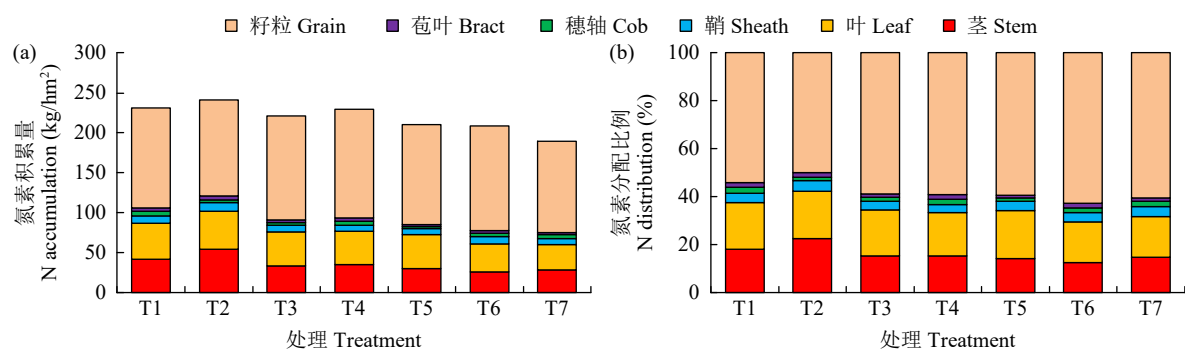 籽粒 Grain 苞叶 Bract 穗轴 Cob 鞘 Sheath 叶 Leaf 茎 Stem
(a)
氮素积累量
N accumulation (kg/hm²)
300
250
200
150
100
50
0
T1 T2 T3 T4 T5 T6 T7
处理 Treatment
(b)
氮素分配比例
N distribution (%)
100
80
60
40
20
0
T1 T2 T3 T4 T5 T6 T7
处理 Treatment